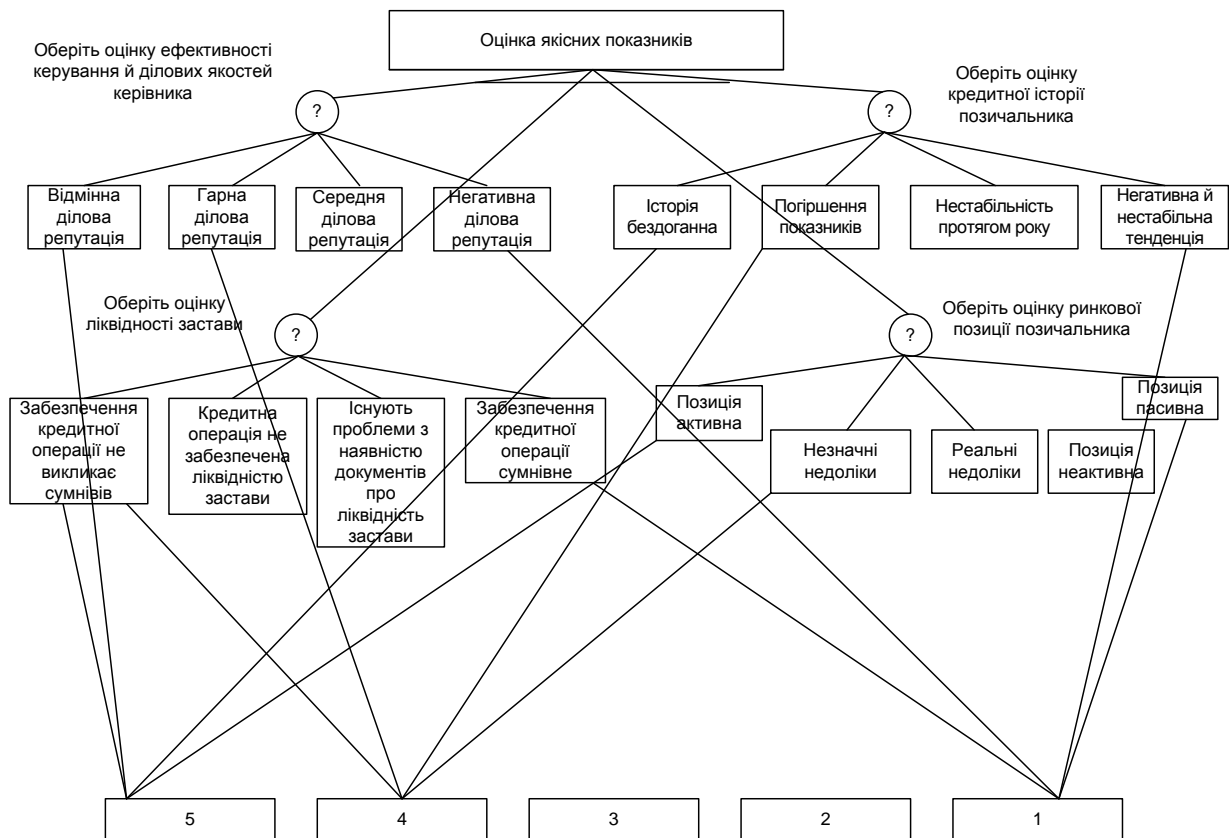 Оцінка якісних показників
Оберіть оцінку ефективності
керування й ділових якостей
керівника
Оберіть оцінку
кредитної історії
позичальника
?
?
Відмінна
ділова
репутація
Гарна
ділова
репутація
Середня
ділова
репутація
Негативна
ділова
репутація
Історія
бездоганна
Погіршення
показників
Нестабільність
протягом року
Негативна й
нестабільна
тенденція
Оберіть оцінку
ліквідності застави
Оберіть оцінку ринкової
позиції позичальника
?
?
Забезпечення
кредитної
операції не
викликає
сумнівів
Кредитна
операція не
забезпечена
ліквідністю
застави
Існують
проблеми з
наявністю
документів
про
ліквідність
застави
Забезпечення
кредитної
операції
сумнівне
Позиція
активна
Незначні
недоліки
Реальні
недоліки
Позиція
неактивна
Позиція
пасивна
5
4
3
2
1